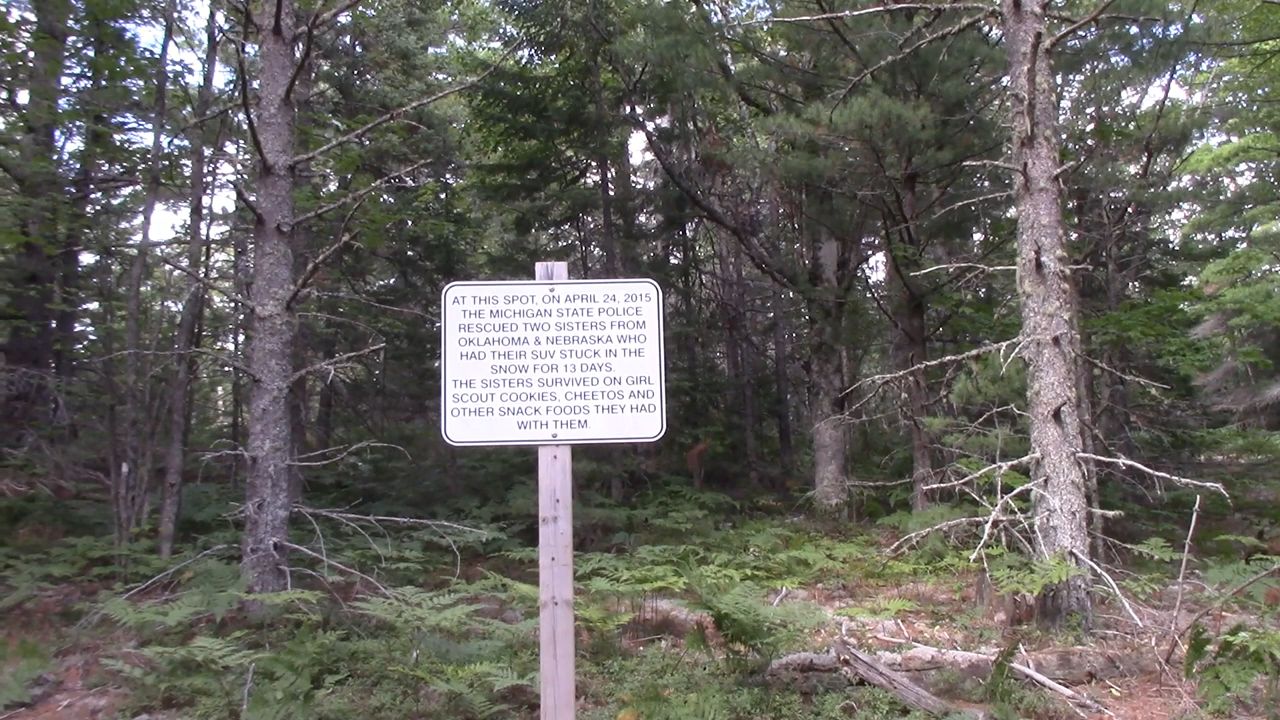 AT THIS SPOT, ON APRIL 24, 2015
THE MICHIGAN STATE POLICE
RESCUED TWO SISTERS FROM
OKLAHOMA & NEBRASKA WHO
HAD THEIR SUV STUCK IN THE
SNOW FOR 13 DAYS.
THE SISTERS SURVIVED ON GIRL
SCOUT COOKIES, CHEETOS AND
OTHER SNACK FOODS THEY HAD
WITH THEM.